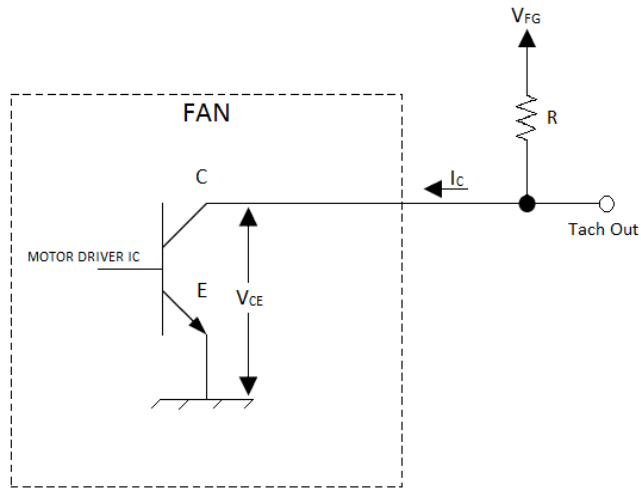 VFG
FAN
R
C
IC
Tach Out
MOTOR DRIVER IC
E
VCE